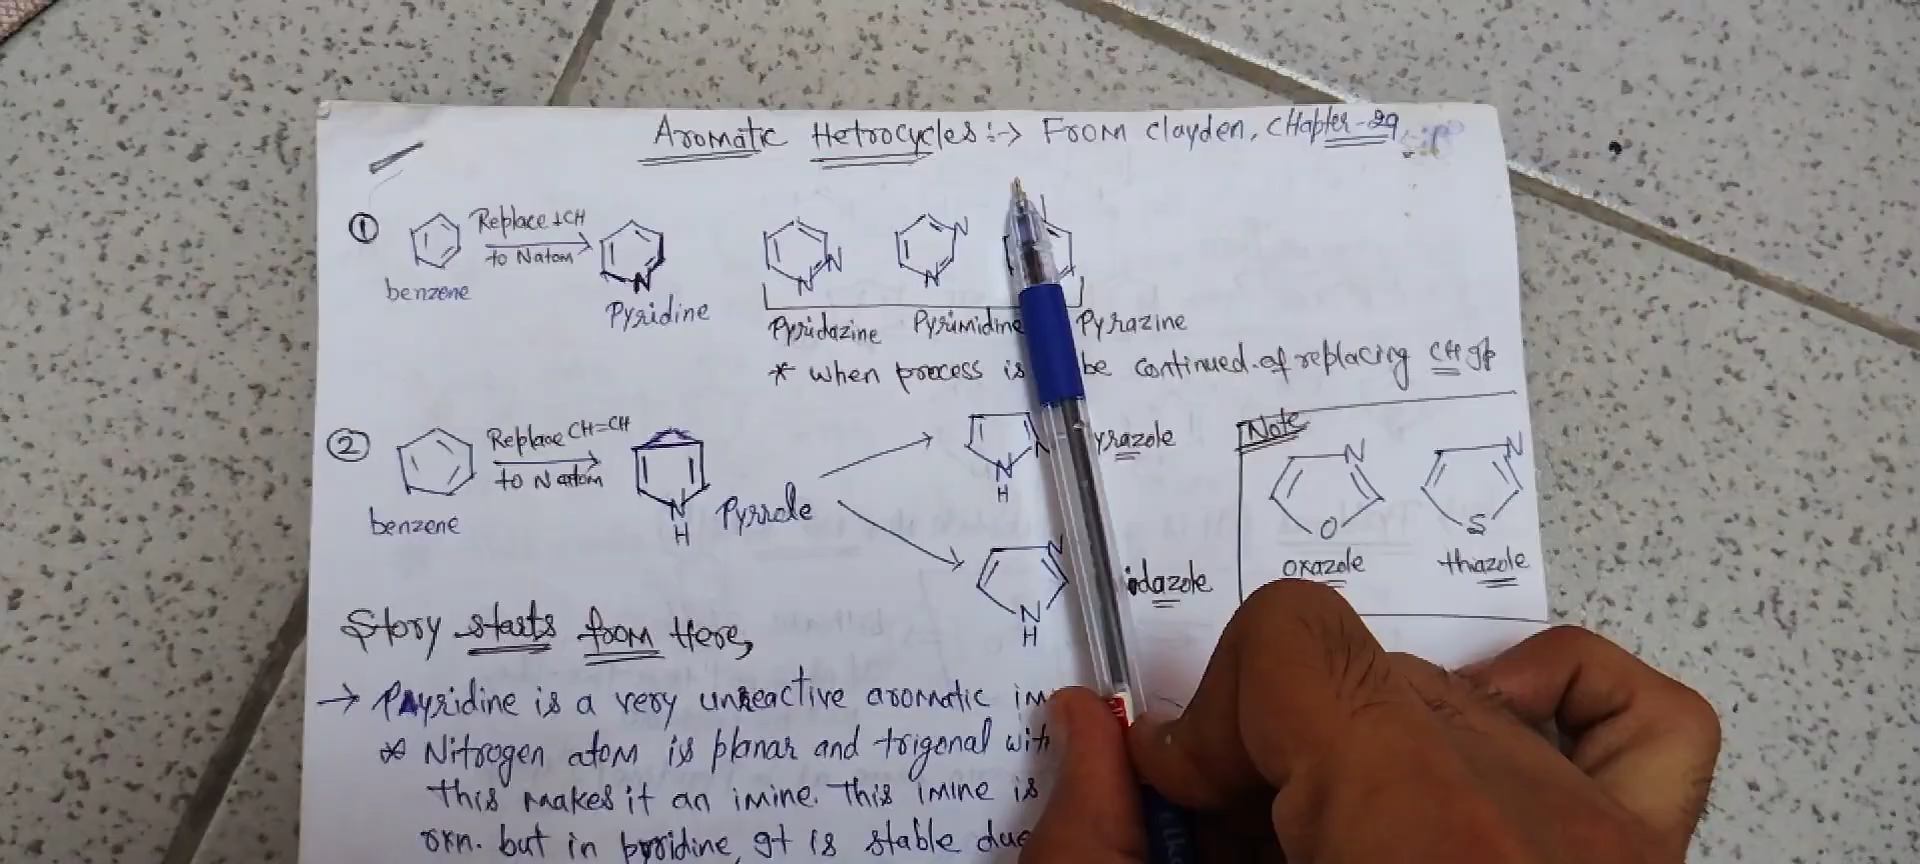 Aromatic Hetrocycles :-> From clayden, CHapter-29
① Replace 1CH
to N atom
N
N
N
N
N
benzene
Pyridine
Pyridazine Pyrimidine Pyrazine
* when process is be continued of replacing CH gp
② Replace CH=CH
to N atom
benzene
N
H
Pyrrole
N
N
H
yrazole
N
N
H
idazole
Note
N
O
oxazole
N
S
thiazole
Story starts from Here,
→ Pyridine is a very unreactive aromatic im
* Nitrogen atom is planar and trigonal with
this makes it an imine. This imine is
rxn. but in pyridine, it is stable due